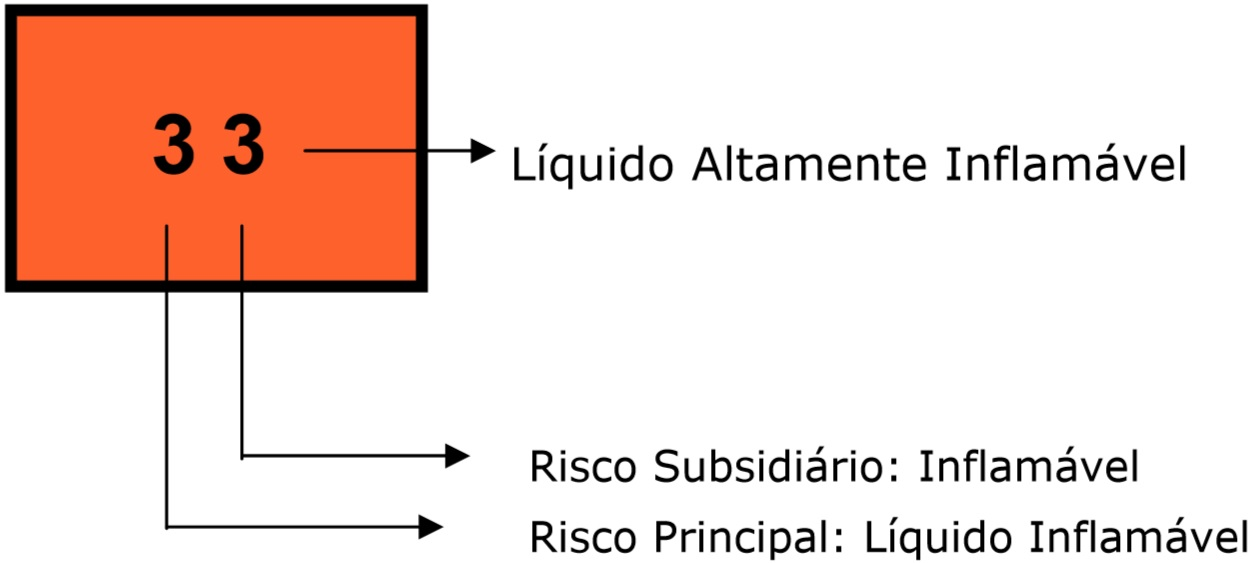 3 3
Líquido Altamente Inflamável
Risco Subsidiário: Inflamável
Risco Principal: Líquido Inflamável